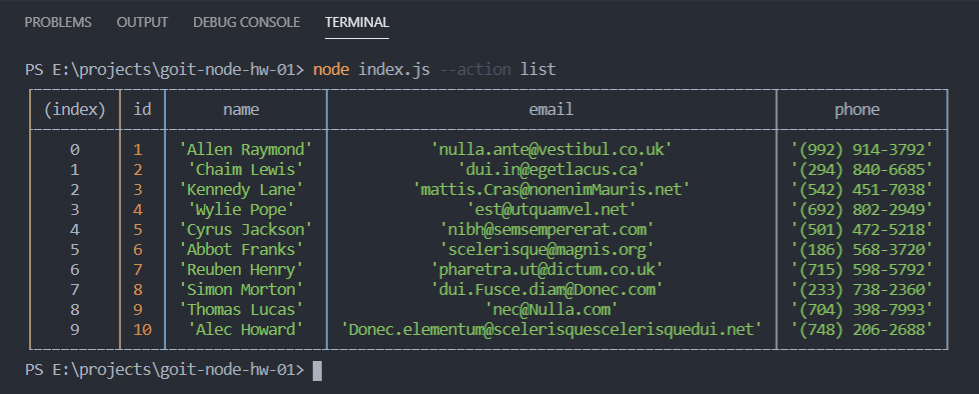 PROBLEMS OUTPUT DEBUG CONSOLE TERMINAL
PS E:\projects\goit-node-hw-01> node index.js --action list
(index) id name email phone
0 1 'Allen Raymond' 'nulla.ante@vestibul.co.uk' '(992) 914-3792'
1 2 'Chaim Lewis' 'dui.in@egetlacus.ca' '(294) 840-6685'
2 3 'Kennedy Lane' 'mattis.Cras@nonenimMauris.net' '(542) 451-7038'
3 4 'Wylie Pope' 'est@utquamvel.net' '(692) 802-2949'
4 5 'Cyrus Jackson' 'nibh@semsempererat.com' '(501) 472-5218'
5 6 'Abbot Franks' 'scelerisque@magnis.org' '(186) 568-3720'
6 7 'Reuben Henry' 'pharetra.ut@dictum.co.uk' '(715) 598-5792'
7 8 'Simon Morton' 'dui.Fusce.diam@Donec.com' '(233) 738-2360'
8 9 'Thomas Lucas' 'nec@Nulla.com' '(704) 398-7993'
9 10 'Alec Howard' 'Donec.elementum@scelerisquescelerisquedui.net' '(748) 206-2688'
PS E:\projects\goit-node-hw-01>